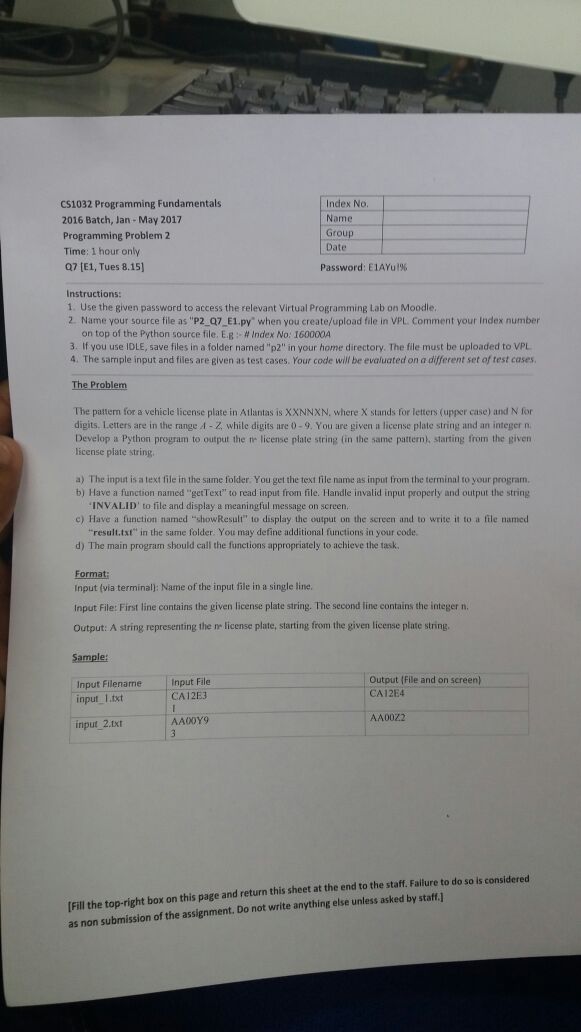 CS1032 Programming Fundamentals
2016 Batch, Jan - May 2017
Programming Problem 2
Time: 1 hour only
Q7 [E1, Tues 8.15]
Index No.
Name
Group
Date
Password: E1AYu!%
Instructions:
1. Use the given password to access the relevant Virtual Programming Lab on Moodle.
2. Name your source file as "P2_Q7_E1.py" when you create/upload file in VPL. Comment your Index number
on top of the Python source file. E.g :- # Index No: 160000A
3. If you use IDLE, save files in a folder named "p2" in your home directory. The file must be uploaded to VPL.
4. The sample input and files are given as test cases. Your code will be evaluated on a different set of test cases.
The Problem
The pattern for a vehicle license plate in Atlantas is XXNNXN, where X stands for letters (upper case) and N for
digits. Letters are in the range A - Z, while digits are 0 - 9. You are given a license plate string and an integer n.
Develop a Python program to output the nth license plate string (in the same pattern), starting from the given
license plate string.
a) The input is a text file in the same folder. You get the text file name as input from the terminal to your program.
b) Have a function named "getText" to read input from file. Handle invalid input properly and output the string
'INVALID' to file and display a meaningful message on screen.
c) Have a function named "showResult" to display the output on the screen and to write it to a file named
"result.txt" in the same folder. You may define additional functions in your code.
d) The main program should call the functions appropriately to achieve the task.
Format:
Input (via terminal): Name of the input file in a single line.
Input File: First line contains the given license plate string. The second line contains the integer n.
Output: A string representing the nth license plate, starting from the given license plate string.
Sample:
Input Filename Input File Output (File and on screen)
input_1.txt CA12E3 CA12E4
1
input_2.txt AA00Y9 AA00Z2
3
[Fill the top-right box on this page and return this sheet at the end to the staff. Failure to do so is considered
as non submission of the assignment. Do not write anything else unless asked by staff.]